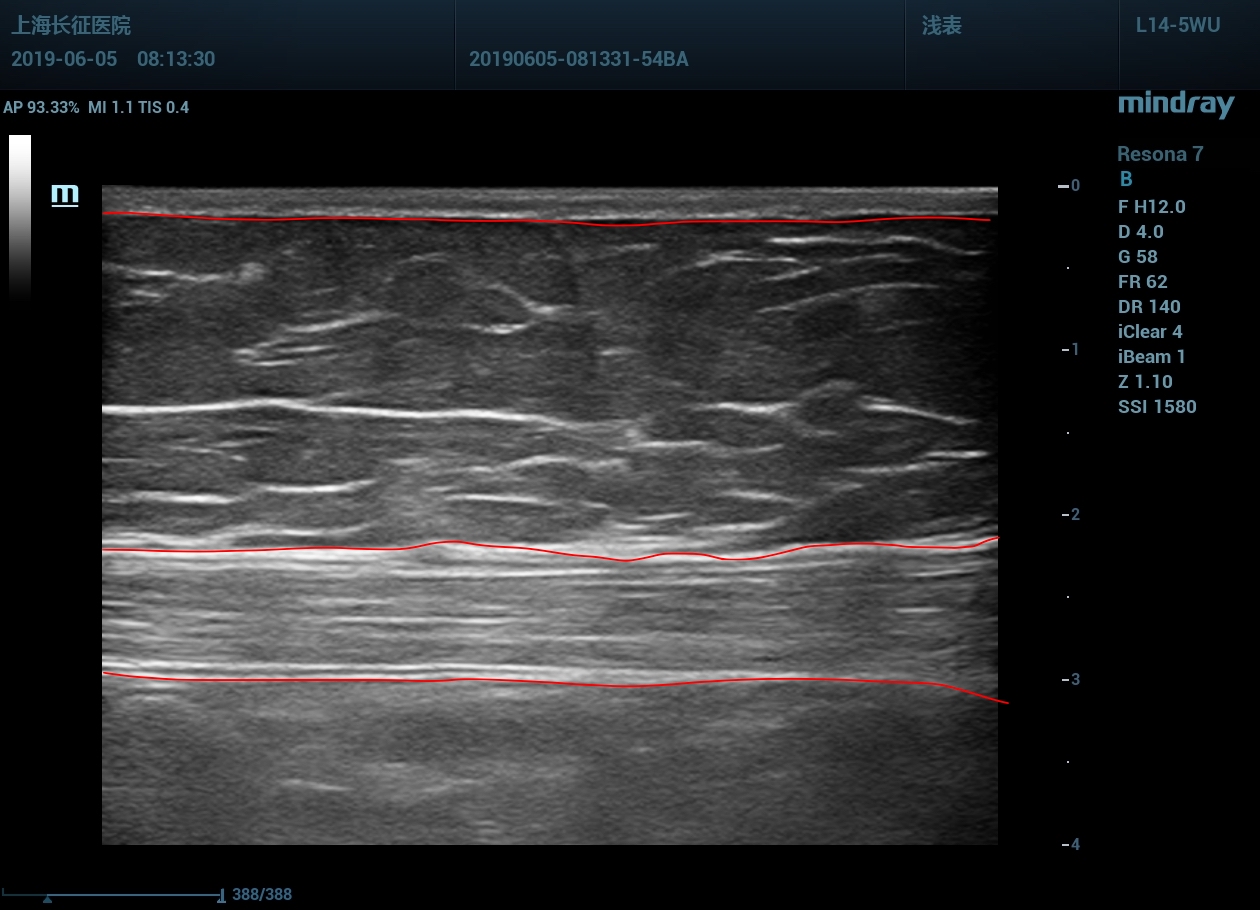 上海长征医院
2019-06-05 08:13:30
20190605-081331-54BA
浅表
L14-5WU
AP 93.33% MI 1.1 TIS 0.4
mindray
m
Resona 7
B
F H12.0
D 4.0
G 58
FR 62
DR 140
iClear 4
iBeam 1
Z 1.10
SSI 1580
0
1
2
3
4
388/388